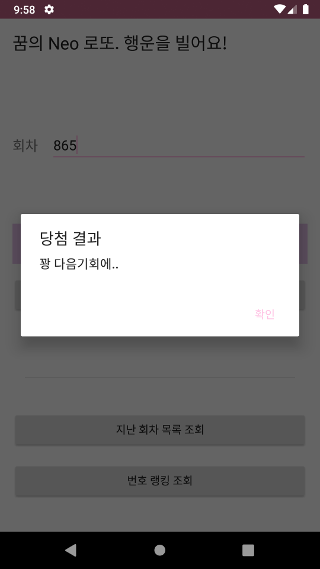 9:58
꿈의 Neo 로또. 행운을 빌어요!
회차 865
당첨 결과
꽝 다음기회에..
확인
지난 회차 목록 조회
번호 랭킹 조회